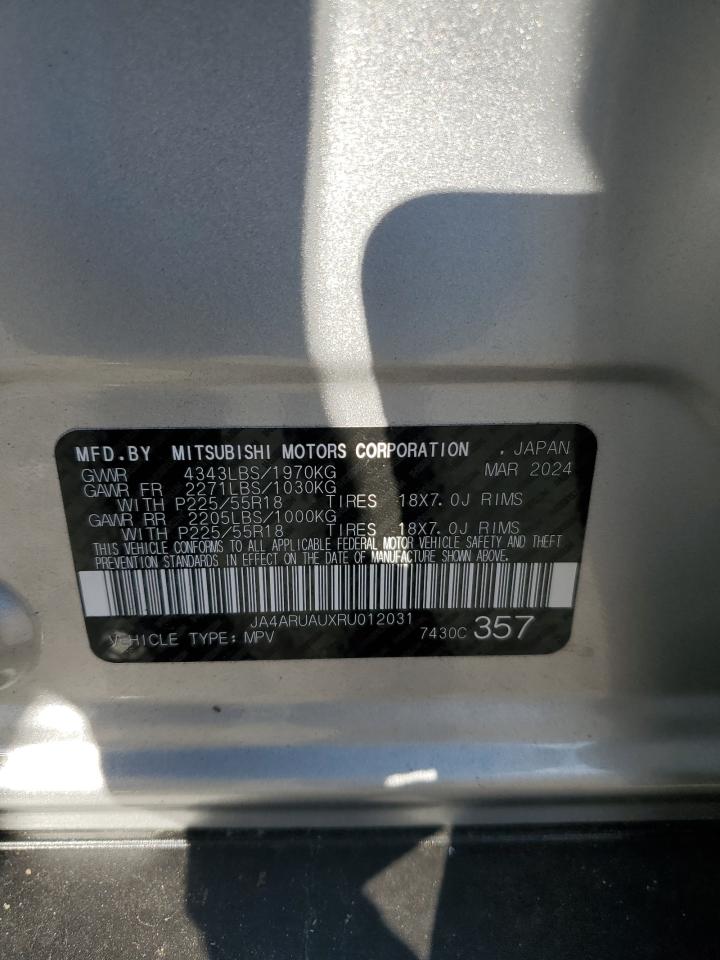 MFD.BY MITSUBISHI MOTORS CORPORATION . JAPAN
GVWR 4343LBS/1970KG MAR 2024
GAWR FR 2271LBS/1030KG
WITH P225/55R18 TIRES 18X7.0J RIMS
GAWR RR 2205LBS/1000KG
WITH P225/55R18 TIRES 18X7.0J RIMS
THIS VEHICLE CONFORMS TO ALL APPLICABLE FEDERAL MOTOR VEHICLE SAFETY AND THEFT
PREVENTION STANDARDS IN EFFECT ON THE DATE OF MANUFACTURE SHOWN ABOVE.
JA4ARUAUXRU012031
VEHICLE TYPE: MPV 7430C 357